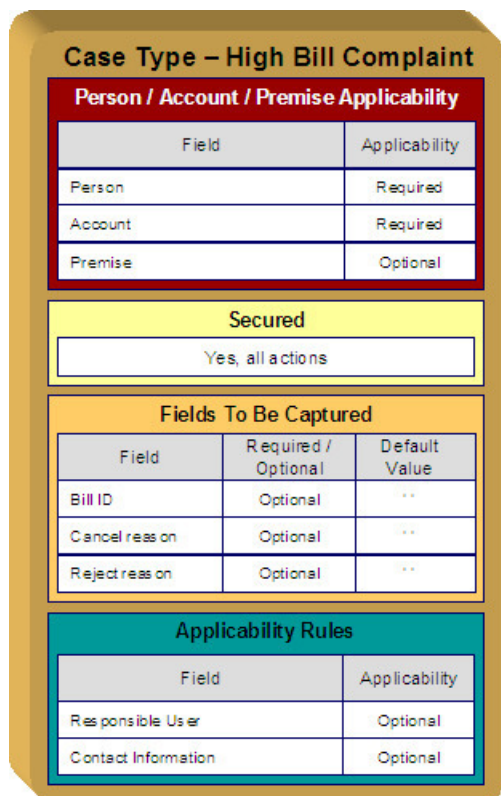 Case Type – High Bill Complaint
Person / Account / Premise Applicability
Field Applicability
Person Required
Account Required
Premise Optional
Secured
Yes, all actions
Fields To Be Captured
Field Required / Optional Default Value
Bill ID Optional ' '
Cancel reason Optional ' '
Reject reason Optional ' '
Applicability Rules
Field Applicability
Responsible User Optional
Contact Information Optional